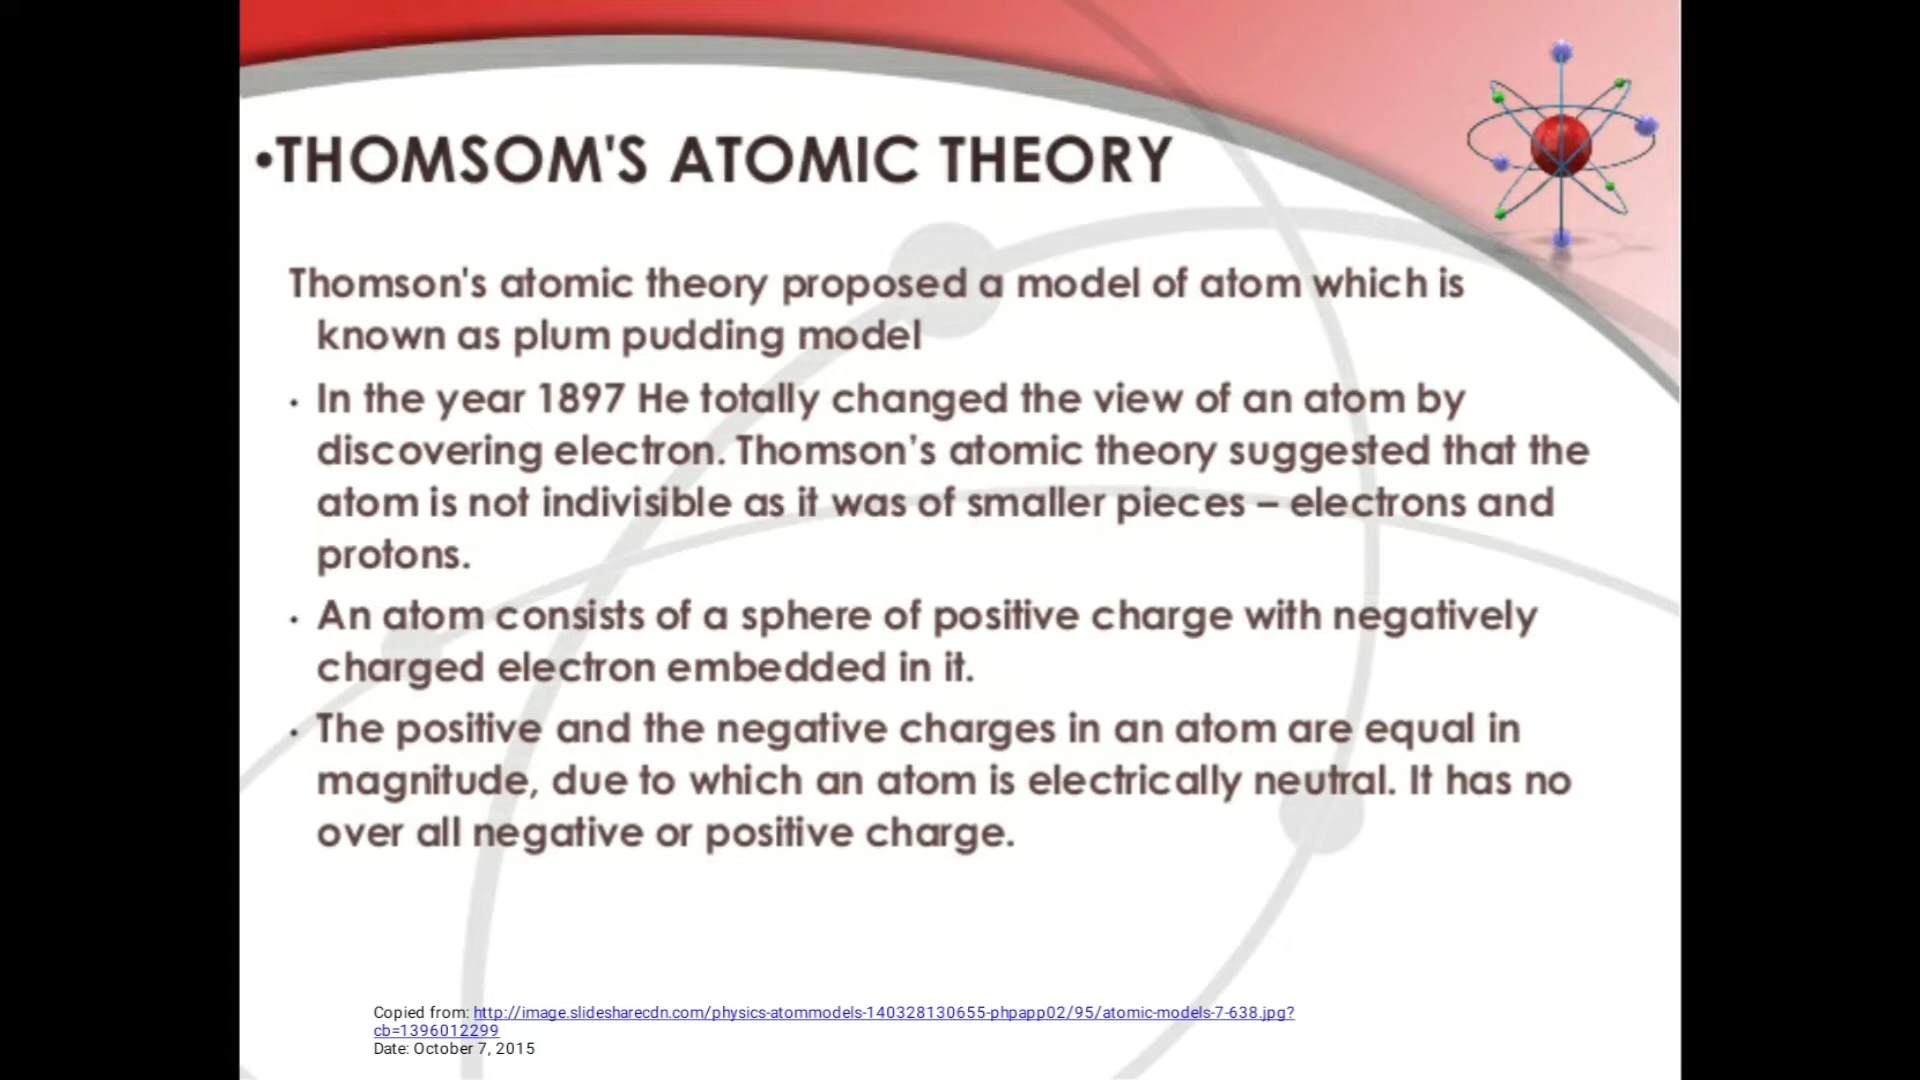 •THOMSOM'S ATOMIC THEORY
Thomson's atomic theory proposed a model of atom which is
known as plum pudding model
• In the year 1897 He totally changed the view of an atom by
discovering electron. Thomson's atomic theory suggested that the
atom is not indivisible as it was of smaller pieces – electrons and
protons.
• An atom consists of a sphere of positive charge with negatively
charged electron embedded in it.
• The positive and the negative charges in an atom are equal in
magnitude, due to which an atom is electrically neutral. It has no
over all negative or positive charge.
Copied from: http://image.slidesharecdn.com/physics-atommodels-140328130655-phpapp02/95/atomic-models-7-638.jpg?
cb=1396012299
Date: October 7, 2015